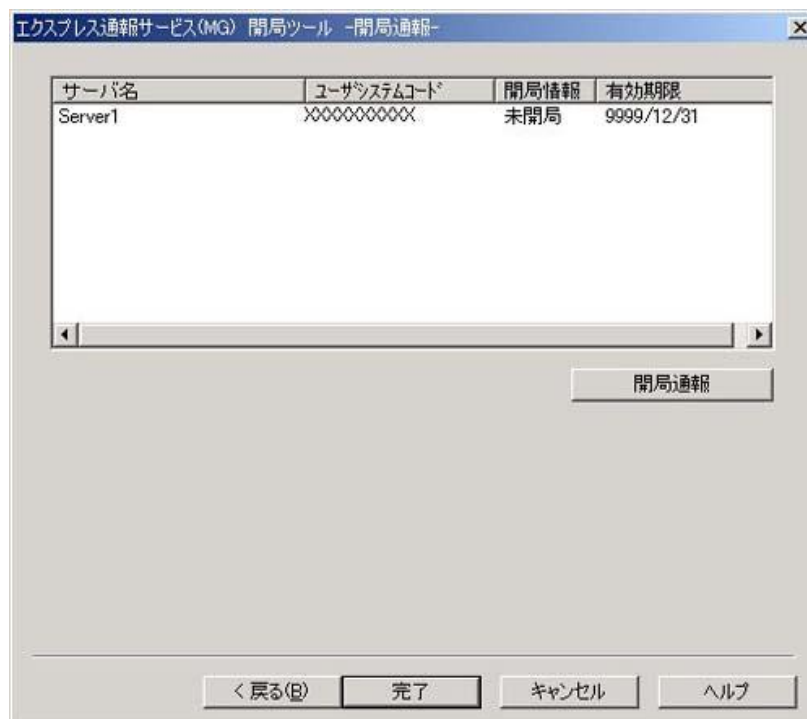 エクスプレス通報サービス(MG) 開局ツール -開局通報-
サーバ名 ﾕｰｻﾞｼｽﾃﾑｺｰﾄﾞ 開局情報 有効期限
Server1 XXXXXXXXXX 未開局 9999/12/31
開局通報
< 戻る(B) 完了 キャンセル ヘルプ